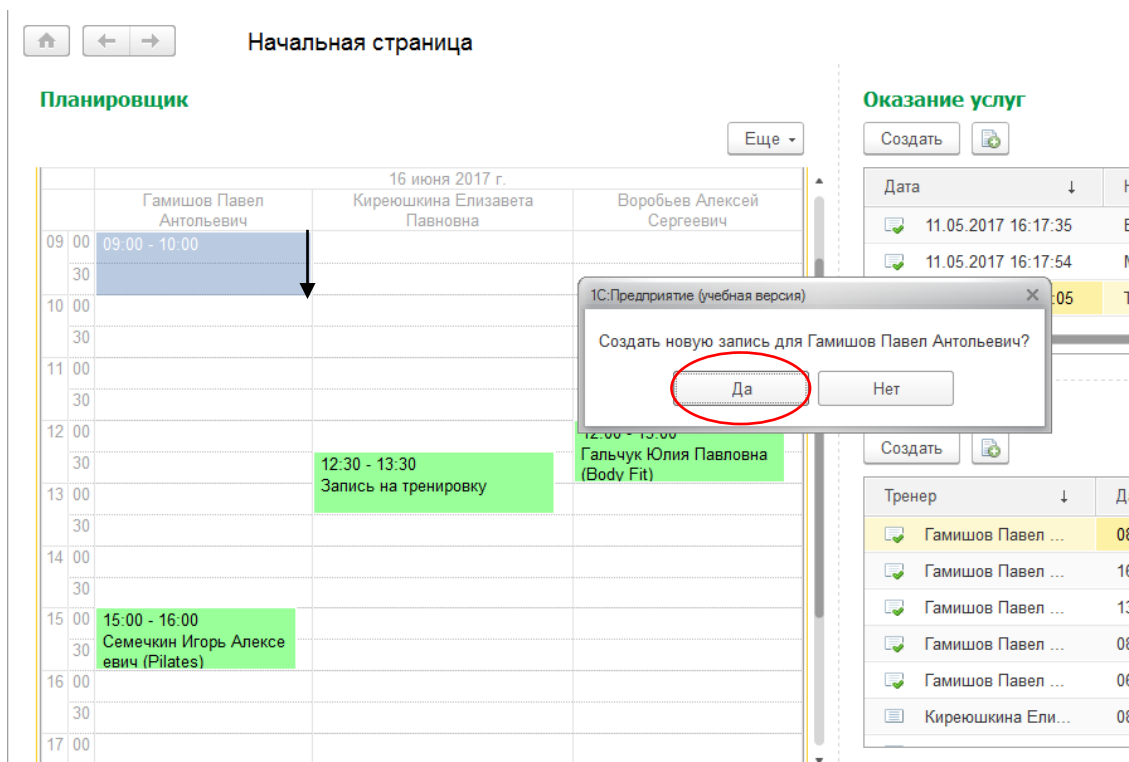 Начальная страница
Планировщик
Еще
16 июня 2017 г.
Гамишов Павел
Антольевич
Киреюшкина Елизавета
Павновна
Воробьев Алексей
Сергеевич
09 00
09:00 - 10:00
30
10 00
30
11 00
30
12 00
30
13 00
30
14 00
30
15 00
30
16 00
30
17 00
12:30 - 13:30
Запись на тренировку
12:00 - 13:00
Гальчук Юлия Павловна
(Body Fit)
15:00 - 16:00
Семечкин Игорь Алексе
евич (Pilates)
1С:Предприятие (учебная версия)
Создать новую запись для Гамишов Павел Антольевич?
Да
Нет
Оказание услуг
Создать
Дата ↓
11.05.2017 16:17:35
11.05.2017 16:17:54
:05
Создать
Тренер ↓
Гамишов Павел ...
Гамишов Павел ...
Гамишов Павел ...
Гамишов Павел ...
Гамишов Павел ...
Киреюшкина Ели...